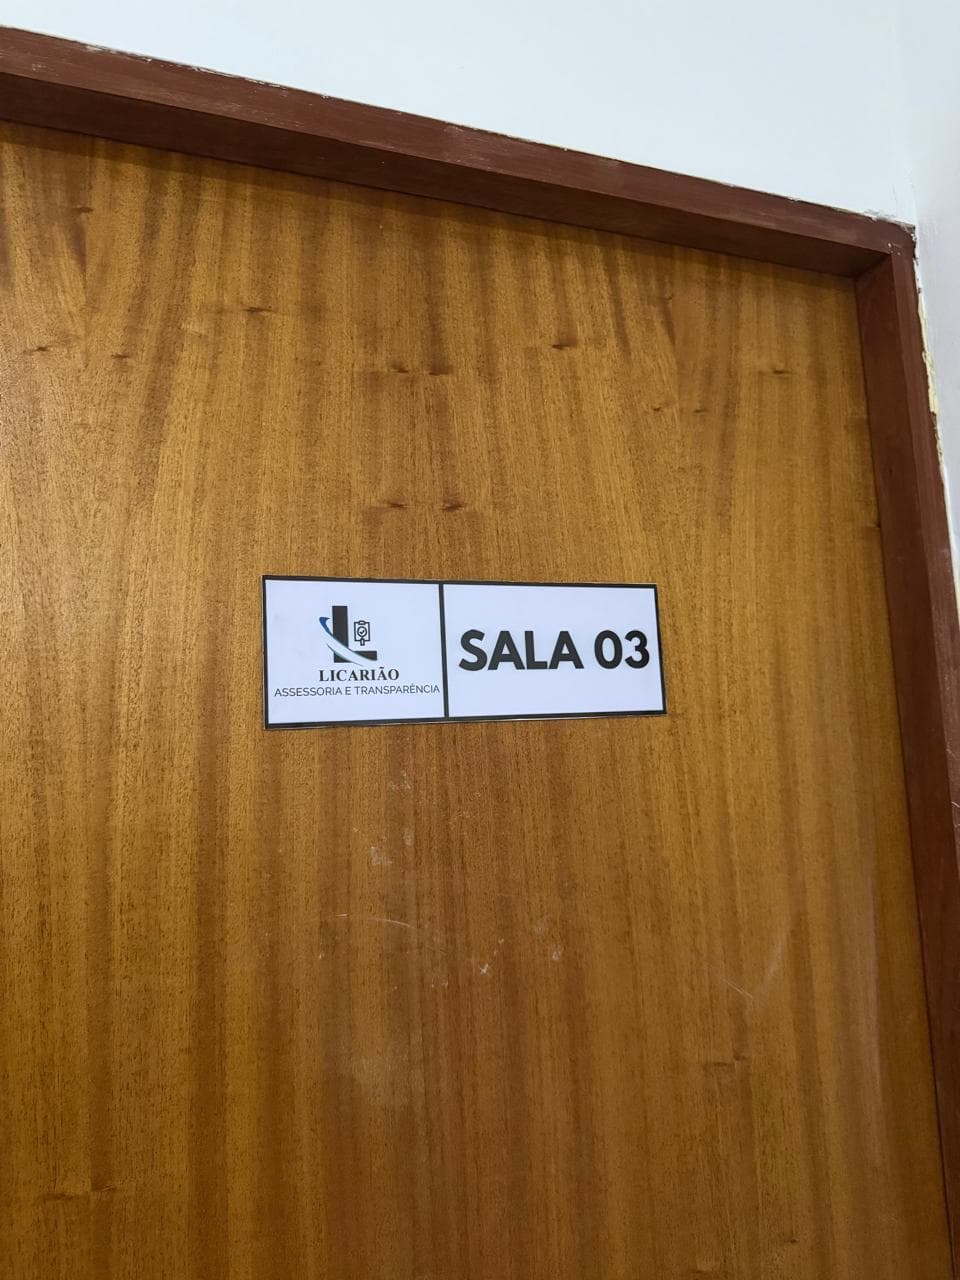 LICARIÃO
ASSESSORIA E TRANSPARÊNCIA
SALA 03